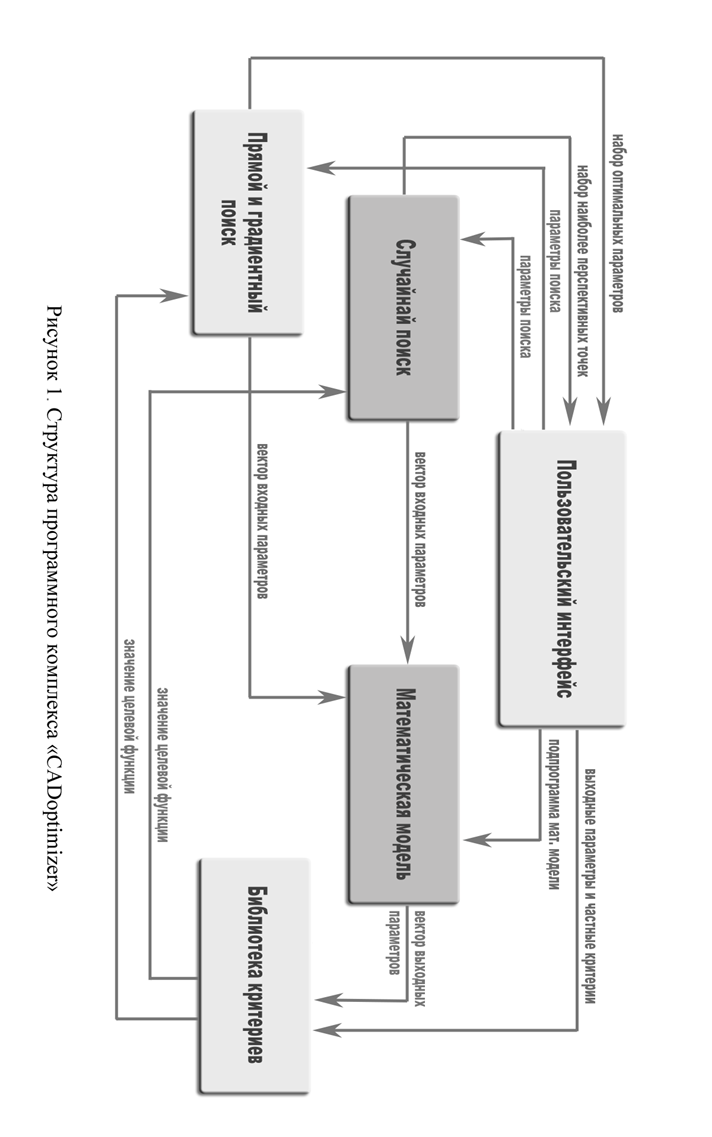 набор оптимальных параметров
набор наиболее перспективных точек
параметры поиска
параметры поиска
Пользовательский интерфейс
выходные параметры и частные критерии
подпрограмма мат. модели
Случайнай поиск
вектор входных параметров
Математическая модель
вектор выходных
параметров
Прямой и градиентный
поиск
вектор входных параметров
Библиотека критериев
значение целевой функции
значение целевой функции
Рисунок 1. Структура программного комплекса «CADoptimizer»